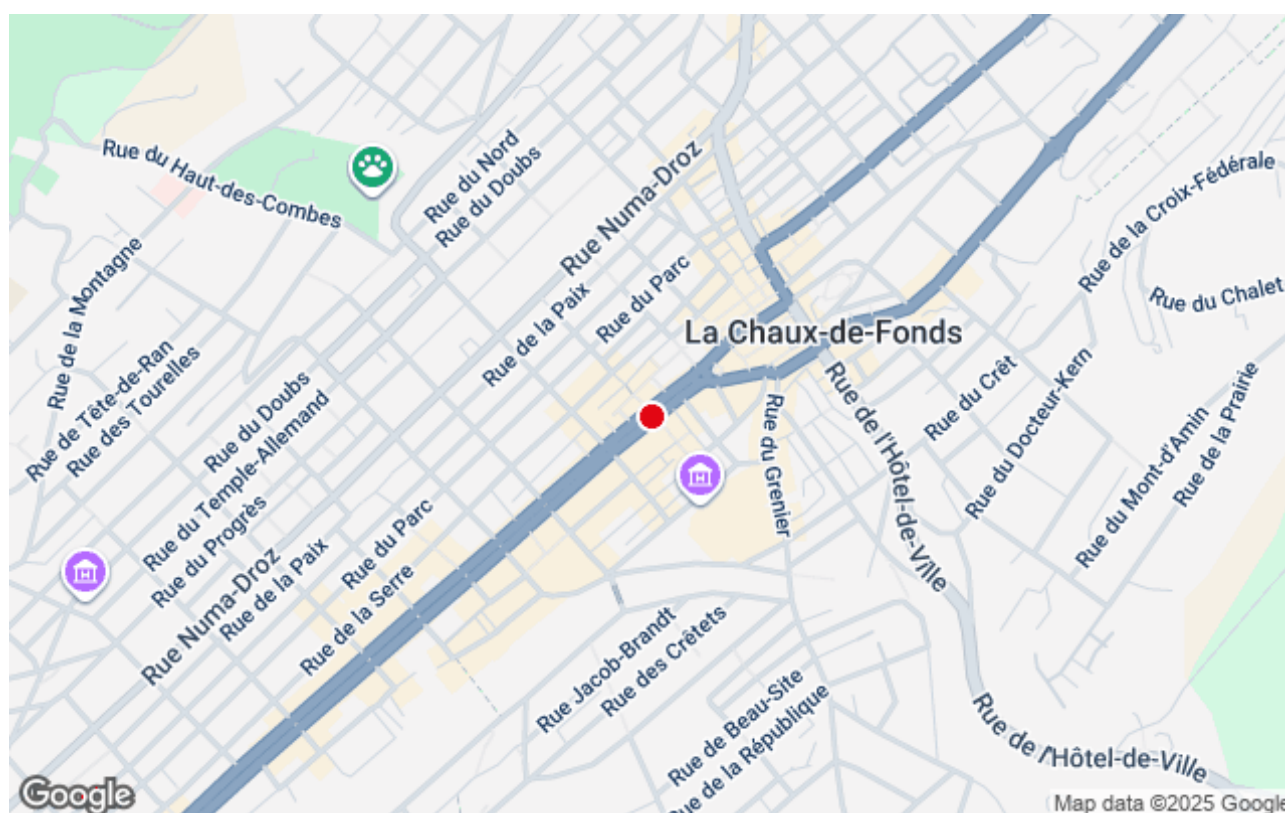 Rue du Haut-des-Combes
Rue du Nord
Rue du Doubs
Rue Numa-Droz
Rue de la Croix-Fédérale
Rue de la Montagne
Rue du Parc
Rue de la Paix
Rue du Chalet
La Chaux-de-Fonds
Rue de Tête-de-Ran
Rue des Tourelles
Rue du Doubs
Rue du Temple-Allemand
Rue du Progrès
Rue du Crêt
Rue du Docteur-Kern
Rue de l'Hôtel-de-Ville
Rue du Grenier
Rue du Mont-d'Amin
Rue de la Prairie
Rue du Parc
Rue de la Paix
Rue Numa-Droz
Rue de la Serre
Rue Jacob-Brandt
Rue des Crêtets
Rue de Beau-Site
Rue de la République
Rue de l'Hôtel-de-Ville
Google
Map data ©2025 Google